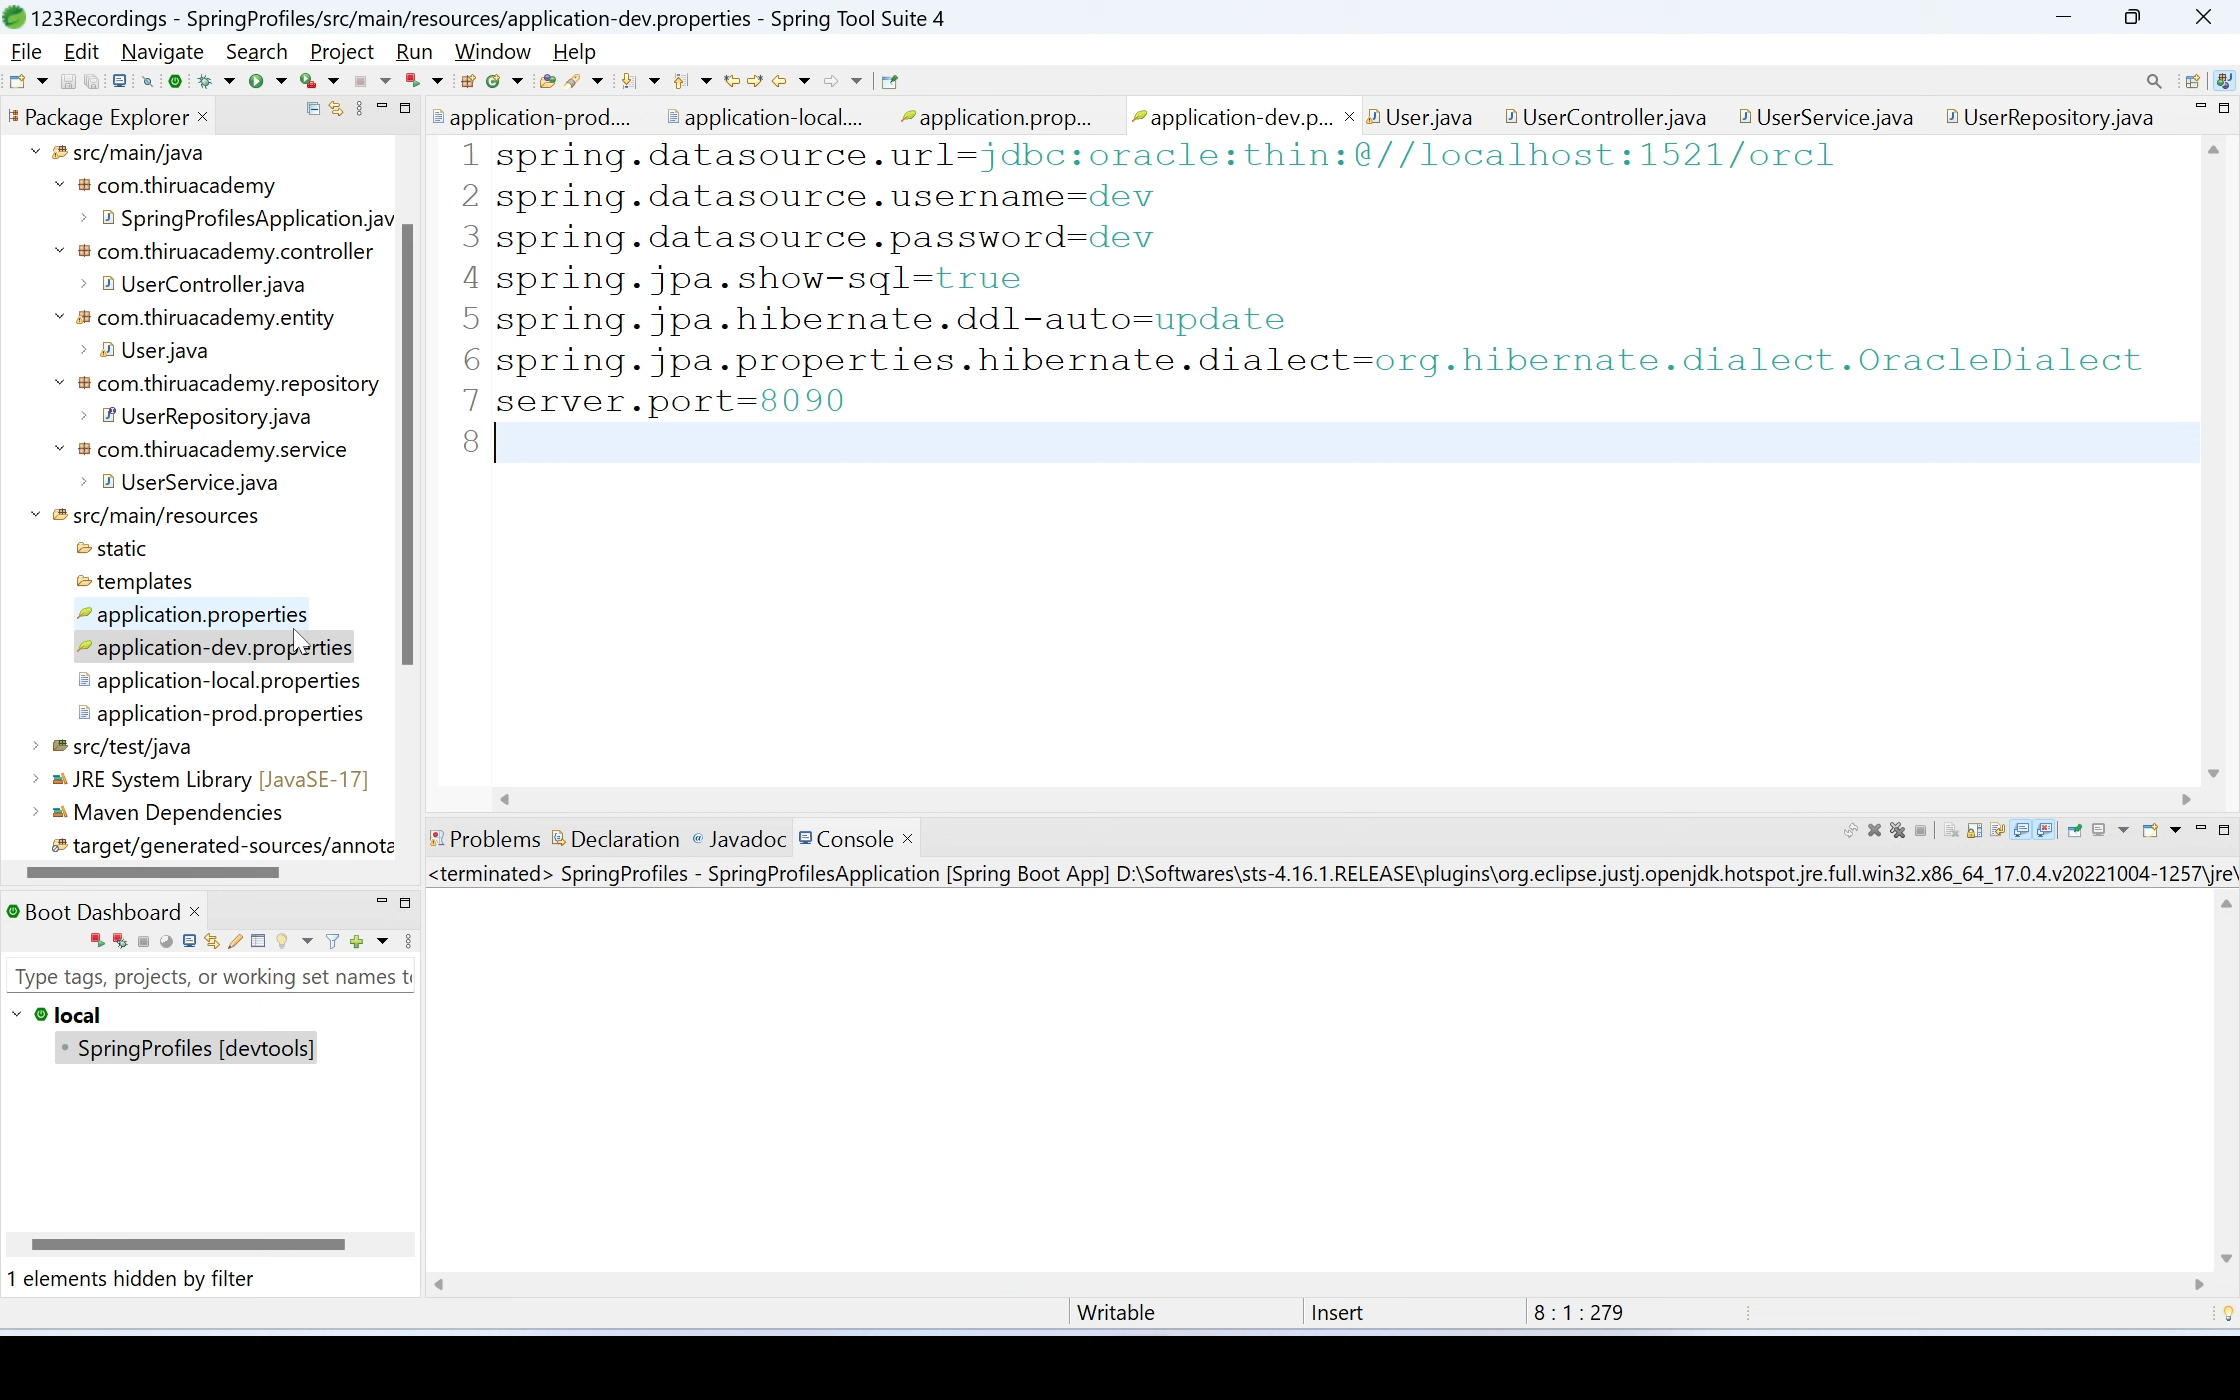 123Recordings - SpringProfiles/src/main/resources/application-dev.properties - Spring Tool Suite 4
File Edit Navigate Search Project Run Window Help
Package Explorer
src/main/java
com.thiruacademy
SpringProfilesApplication.jav
com.thiruacademy.controller
UserController.java
com.thiruacademy.entity
User.java
com.thiruacademy.repository
UserRepository.java
com.thiruacademy.service
UserService.java
src/main/resources
static
templates
application.properties
application-dev.properties
application-local.properties
application-prod.properties
src/test/java
JRE System Library [JavaSE-17]
Maven Dependencies
target/generated-sources/annota
application-prod.... application-local.... application.prop... application-dev.p... User.java UserController.java UserService.java UserRepository.java
1 spring.datasource.url=jdbc:oracle:thin:@//localhost:1521/orcl
2 spring.datasource.username=dev
3 spring.datasource.password=dev
4 spring.jpa.show-sql=true
5 spring.jpa.hibernate.ddl-auto=update
6 spring.jpa.properties.hibernate.dialect=org.hibernate.dialect.OracleDialect
7 server.port=8090
8
Problems Declaration Javadoc Console
<terminated> SpringProfiles - SpringProfilesApplication [Spring Boot App] D:\Softwares\sts-4.16.1.RELEASE\plugins\org.eclipse.justj.openjdk.hotspot.jre.full.win32.x86_64_17.0.4.v20221004-1257\jre\
Boot Dashboard
Type tags, projects, or working set names to
local
SpringProfiles [devtools]
1 elements hidden by filter
Writable Insert 8 : 1 : 279